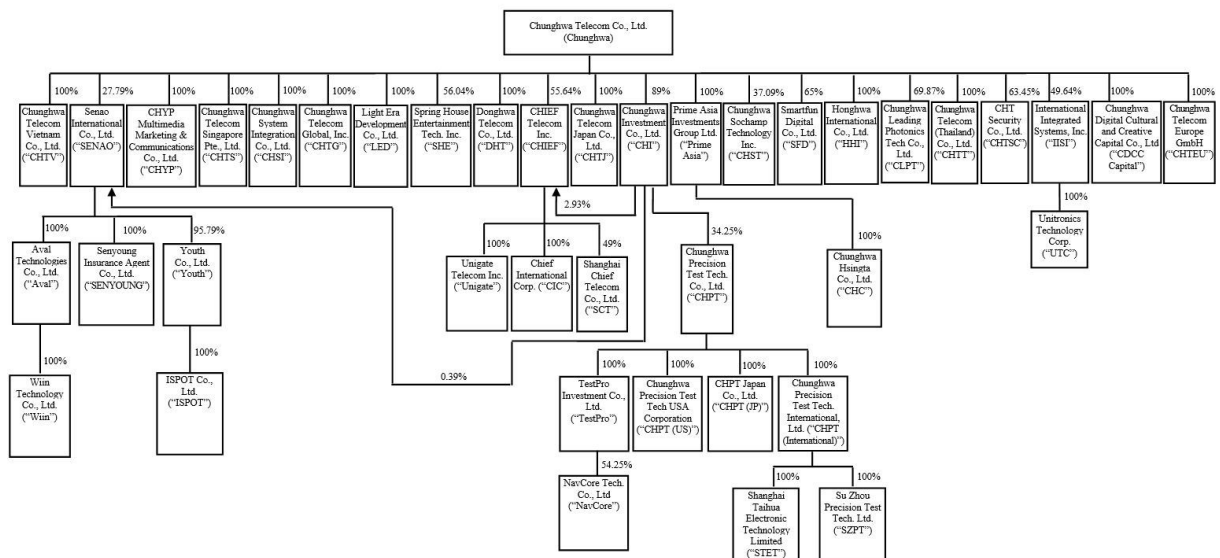 Chunghwa Telecom Co., Ltd.
(Chunghwa)
100%
27.79%
100%
100%
100%
100%
100%
56.04%
100%
55.64%
100%
89%
100%
37.09%
65%
100%
69.87%
100%
63.45%
49.64%
100%
100%
Chunghwa
Telecom
Vietnam
Co., Ltd.
(“CHTV”)
Senao
International
Co., Ltd.
(“SENAO”)
CHYP
Multimedia
Marketing &
Communications
Co., Ltd.
(“CHYP”)
Chunghwa
Telecom
Singapore
Pte., Ltd.
(“CHTS”)
Chunghwa
System
Integration
Co., Ltd.
(“CHSI”)
Chunghwa
Telecom
Global, Inc.
(“CHTG”)
Light Era
Development
Co., Ltd.
(“LED”)
Spring House
Entertainment
Tech. Inc.
(“SHE”)
Donghwa
Telecom
Co., Ltd.
(“DHT”)
CHIEF
Telecom
Inc.
(“CHIEF”)
Chunghwa
Telecom
Japan Co.,
Ltd.
(“CHTJ”)
Chunghwa
Investment
Co., Ltd.
(“CHI”)
Prime Asia
Investments
Group Ltd.
(“Prime
Asia”)
Chunghwa
Sochamp
Technology
Inc.
(“CHST”)
Smartfun
Digital
Co., Ltd.
(“SFD”)
Honghwa
International
Co., Ltd.
(“HHI”)
Chunghwa
Leading
Photonics
Tech Co.,
Ltd.
(“CLPT”)
Chunghwa
Telecom
(Thailand)
Co., Ltd.
(“CHTT”)
CHT
Security
Co., Ltd.
(“CHTSC”)
International
Integrated
Systems, Inc.
(“IISI”)
Chunghwa
Digital Cultural
and Creative
Capital Co., Ltd
(“CDCC
Capital”)
Chunghwa
Telecom
Europe
GmbH
(“CHTEU”)
2.93%
100%
100%
95.79%
100%
100%
49%
34.25%
100%
100%
Aval
Technologies
Co., Ltd.
(“Aval”)
Senyoung
Insurance Agent
Co., Ltd.
(“SENYOUNG”)
Youth
Co., Ltd.
(“Youth”)
Unigate
Telecom Inc.
(“Unigate”)
Chief
International
Corp. (“CIC”)
Shanghai
Chief
Telecom
Co., Ltd.
(“SCT”)
Chunghwa
Precision
Test Tech.
Co., Ltd.
(“CHPT”)
Chunghwa
Hsingta
Co., Ltd.
(“CHC”)
Unitronics
Technology
Corp.
(“UTC”)
100%
100%
0.39%
100%
100%
100%
100%
Wiin
Technology
Co., Ltd.
(“Wiin”)
ISPOT Co.,
Ltd.
(“ISPOT”)
TestPro
Investment Co.,
Ltd.
(“TestPro”)
Chunghwa
Precision Test
Tech USA
Corporation
(“CHPT (US)”)
CHPT Japan
Co., Ltd.
(“CHPT (JP)”)
Chunghwa
Precision
Test Tech.
International,
Ltd. (“CHPT
(International)”)
54.25%
100%
100%
NavCore Tech.
Co., Ltd
(“NavCore”)
Shanghai
Taihua
Electronic
Technology
Limited
(“STET”)
Su Zhou
Precision Test
Tech. Ltd.
(“SZPT”)